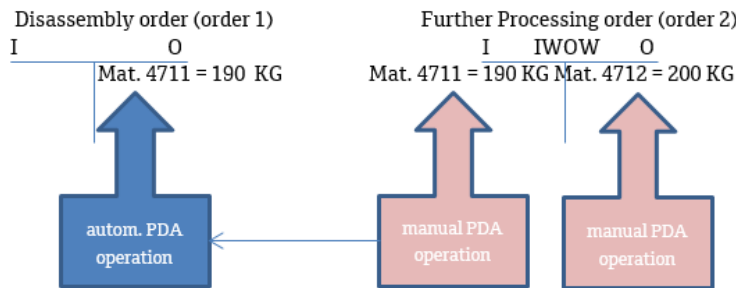 Disassembly order (order 1) Further Processing order (order 2)
I O I IWOW O
Mat. 4711 = 190 KG Mat. 4711 = 190 KG Mat. 4712 = 200 KG
autom. PDA
operation
manual PDA
operation
manual PDA
operation